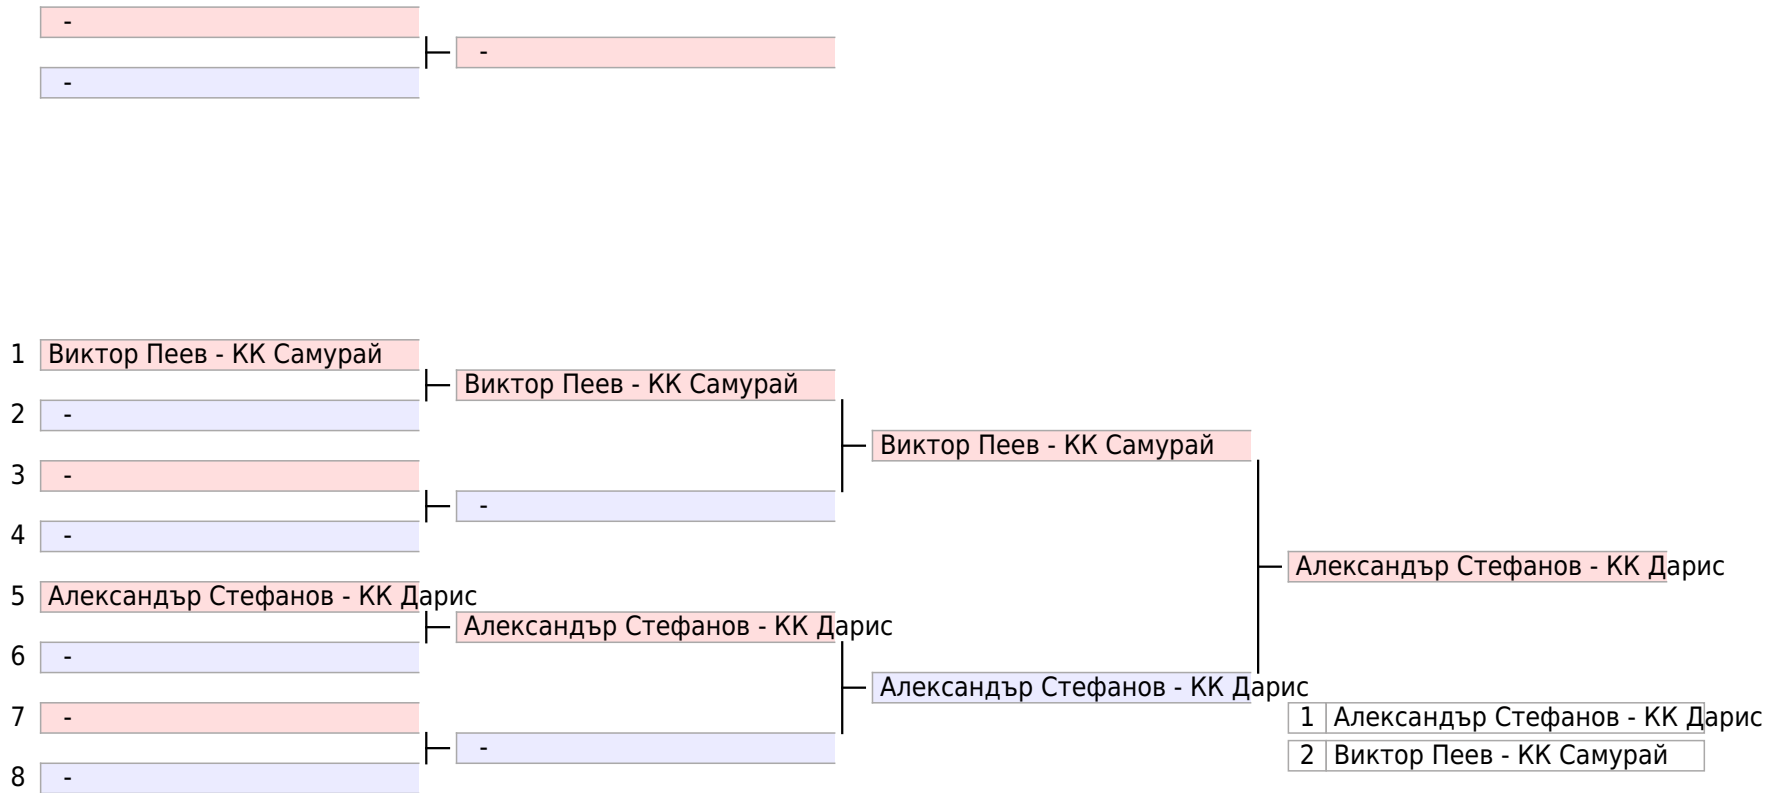 -
-
-
1 Виктор Пеев - КК Самурай
Виктор Пеев - КК Самурай
2 -
Виктор Пеев - КК Самурай
3 -
-
4 -
Александър Стефанов - КК Дарис
5 Александър Стефанов - КК Дарис
Александър Стефанов - КК Дарис
6 -
Александър Стефанов - КК Дарис
7 -
1 Александър Стефанов - КК Дарис
-
2 Виктор Пеев - КК Самурай
8 -